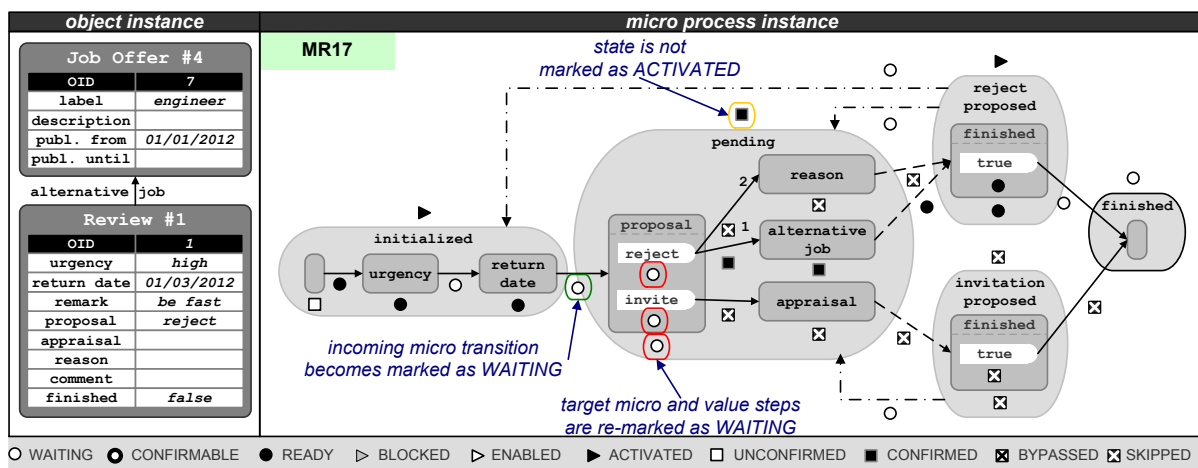 object instance
micro process instance
Job Offer #4
OID 7
label engineer
description
publ. from 01/01/2012
publ. until
alternative job
Review #1
OID 1
urgency high
return date 01/03/2012
remark be fast
proposal reject
appraisal
reason
comment
finished false
MR17
state is not
marked as ACTIVATED
initialized
urgency
return
date
incoming micro transition
becomes marked as WAITING
pending
proposal
reject
invite
2
1
reason
alternative
job
appraisal
target micro and value steps
are re-marked as WAITING
reject
proposed
finished
true
invitation
proposed
finished
true
finished
WAITING CONFIRMABLE READY BLOCKED ENABLED ACTIVATED UNCONFIRMED CONFIRMED BYPASSED SKIPPED